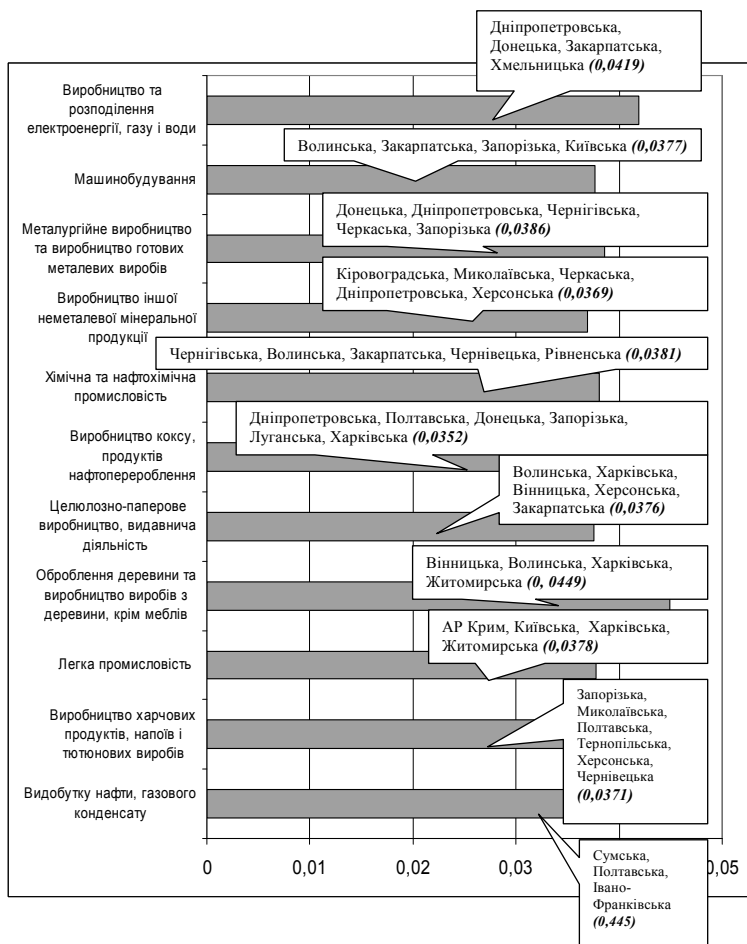 Дніпропетровська,
Донецька, Закарпатська,
Хмельницька (0,0419)
Виробництво та
розподілення
електроенергії, газу і води
Волинська, Закарпатська, Запорізька, Київська (0,0377)
Машинобудування
Донецька, Дніпропетровська, Чернігівська,
Черкаська, Запорізька (0,0386)
Металургійне виробництво
та виробництво готових
металевих виробів
Кіровоградська, Миколаївська, Черкаська,
Дніпропетровська, Херсонська (0,0369)
Виробництво іншої
неметалевої мінеральної
продукції
Чернігівська, Волинська, Закарпатська, Чернівецька, Рівненська (0,0381)
Хімічна та нафтохімічна
промисловість
Дніпропетровська, Полтавська, Донецька, Запорізька,
Луганська, Харківська (0,0352)
Виробництво коксу,
продуктів
нафтоперероблення
Волинська, Харківська,
Вінницька, Херсонська,
Закарпатська (0,0376)
Целюлозно-паперове
виробництво, видавнича
діяльність
Вінницька, Волинська, Харківська,
Житомирська (0, 0449)
Оброблення деревини та
виробництво виробів з
деревини, крім меблів
АР Крим, Київська, Харківська,
Житомирська (0,0378)
Легка промисловість
Запорізька,
Миколаївська,
Полтавська,
Тернопільська,
Херсонська,
Чернівецька
(0,0371)
Виробництво харчових
продуктів, напоїв і
тютюнових виробів
Видобутку нафти, газового
конденсату
Сумська,
Полтавська,
Івано-
Франківська
(0,445)
0 0,01 0,02 0,03 0,05